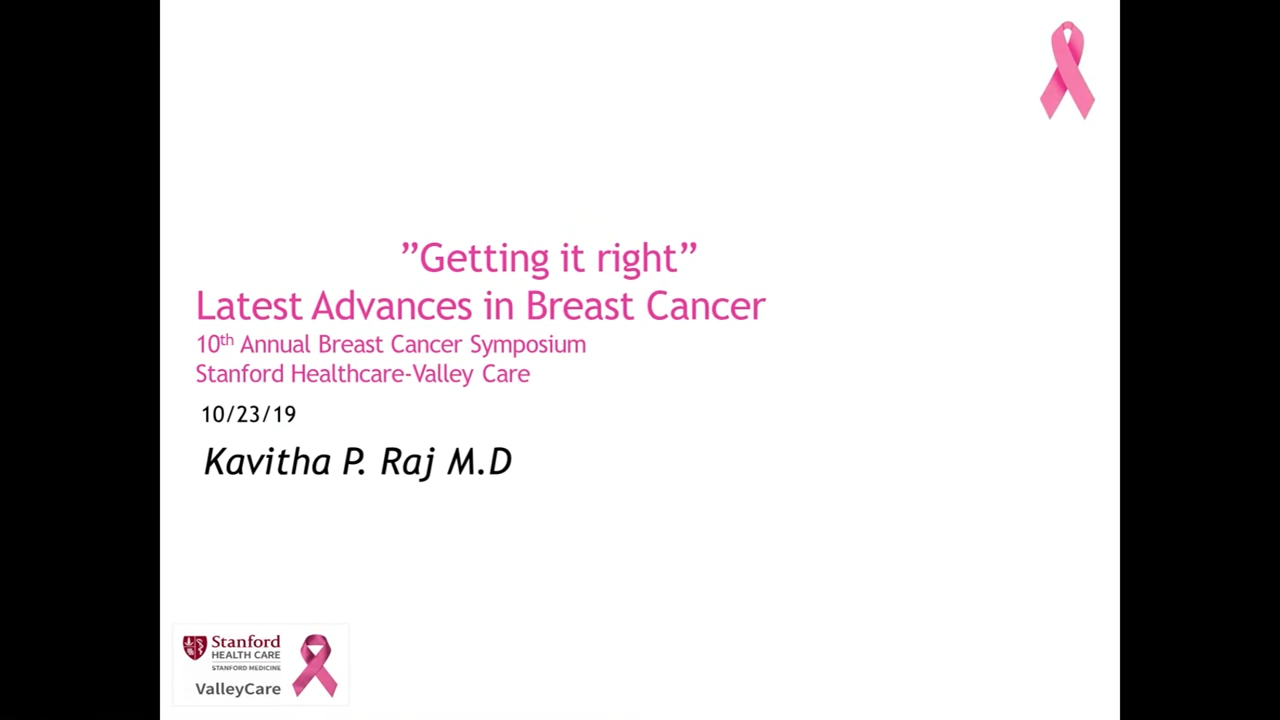 ”Getting it right”
Latest Advances in Breast Cancer
10th Annual Breast Cancer Symposium
Stanford Healthcare-Valley Care
10/23/19
Kavitha P. Raj M.D
Stanford
HEALTH CARE
STANFORD MEDICINE
ValleyCare